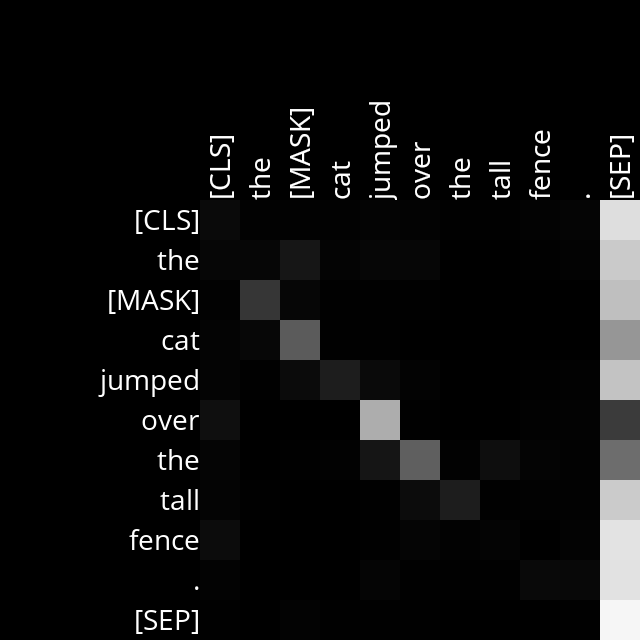 [CLS] the [MASK] cat jumped over the tall fence . [SEP]
[CLS]
the
[MASK]
cat
jumped
over
the
tall
fence
.
[SEP]